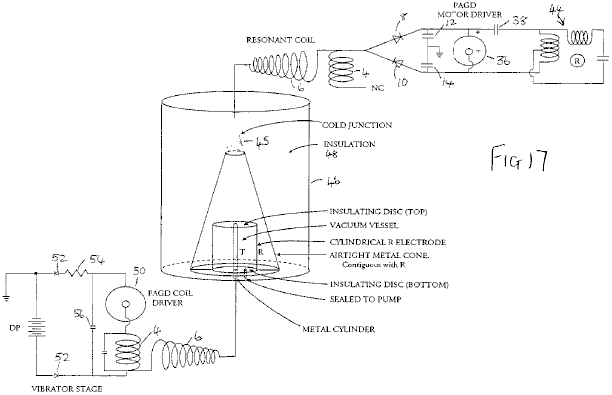 PAGD
MOTOR DRIVER
8
12
38
44
RESONANT COIL
T
36
R
6
4
10
14
NC
COLD JUNCTION
45
INSULATION
48
FIG 17
46
INSULATING DISC (TOP)
VACUUM VESSEL
T R
CYLINDRICAL R ELECTRODE
AIRTIGHT METAL CONE.
Contiguous with R
52
54
50
INSULATING DISC (BOTTOM)
PAGD COIL
DRIVER
SEALED TO PUMP
DP
56
4
6
METAL CYLINDER
52
VIBRATOR STAGE